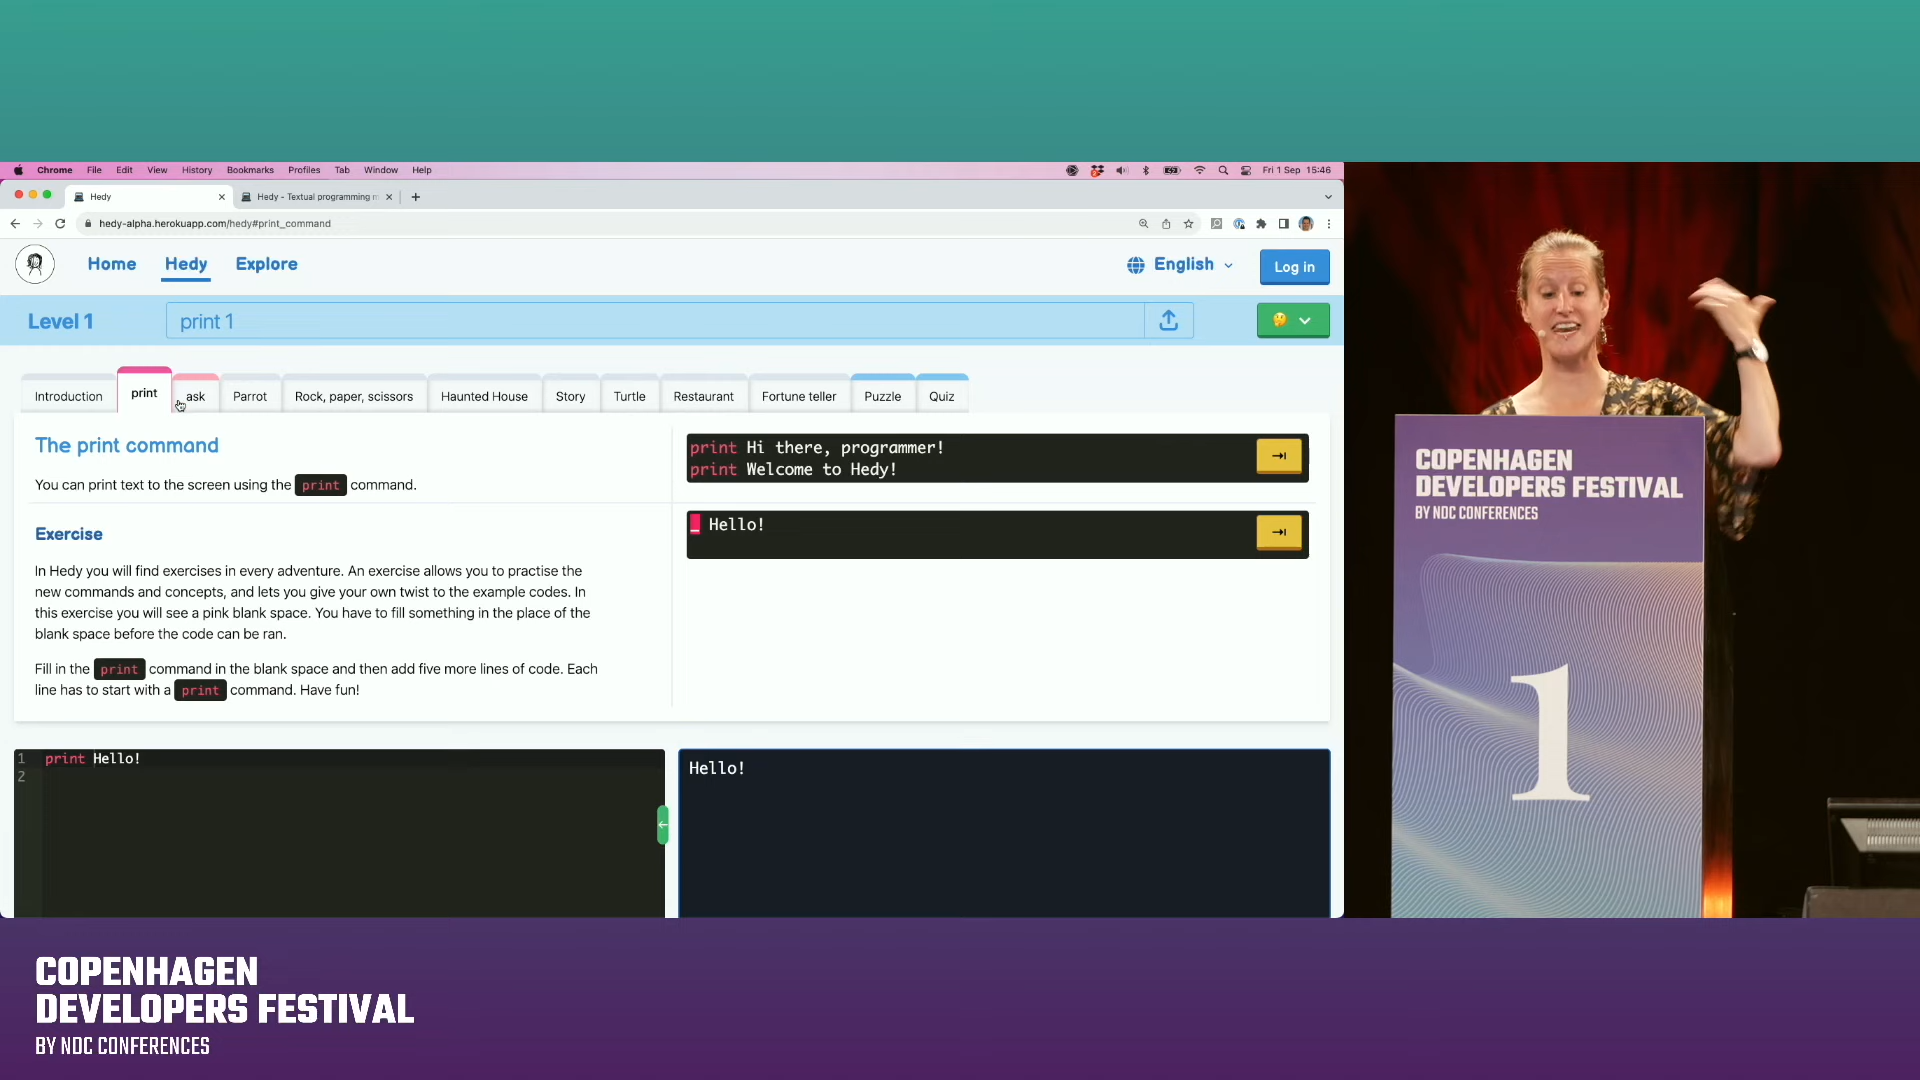 Chrome File Edit View History Bookmarks Profiles Tab Window Help Fri 1 Sep 15:46
Hedy
Hedy - Textual programming m
hedy-alpha.herokuapp.com/hedy#print_command
Home Hedy Explore English Log in
Level 1 print 1
Introduction print ask Parrot Rock, paper, scissors Haunted House Story Turtle Restaurant Fortune teller Puzzle Quiz
The print command
You can print text to the screen using the print command.
print Hi there, programmer!
print Welcome to Hedy!
Exercise
_ Hello!
In Hedy you will find exercises in every adventure. An exercise allows you to practise the
new commands and concepts, and lets you give your own twist to the example codes. In
this exercise you will see a pink blank space. You have to fill something in the place of the
blank space before the code can be ran.
Fill in the print command in the blank space and then add five more lines of code. Each
line has to start with a print command. Have fun!
1 print Hello!
2
Hello!
COPENHAGEN
DEVELOPERS FESTIVAL
BY NDC CONFERENCES
1
COPENHAGEN
DEVELOPERS FESTIVAL
BY NDC CONFERENCES